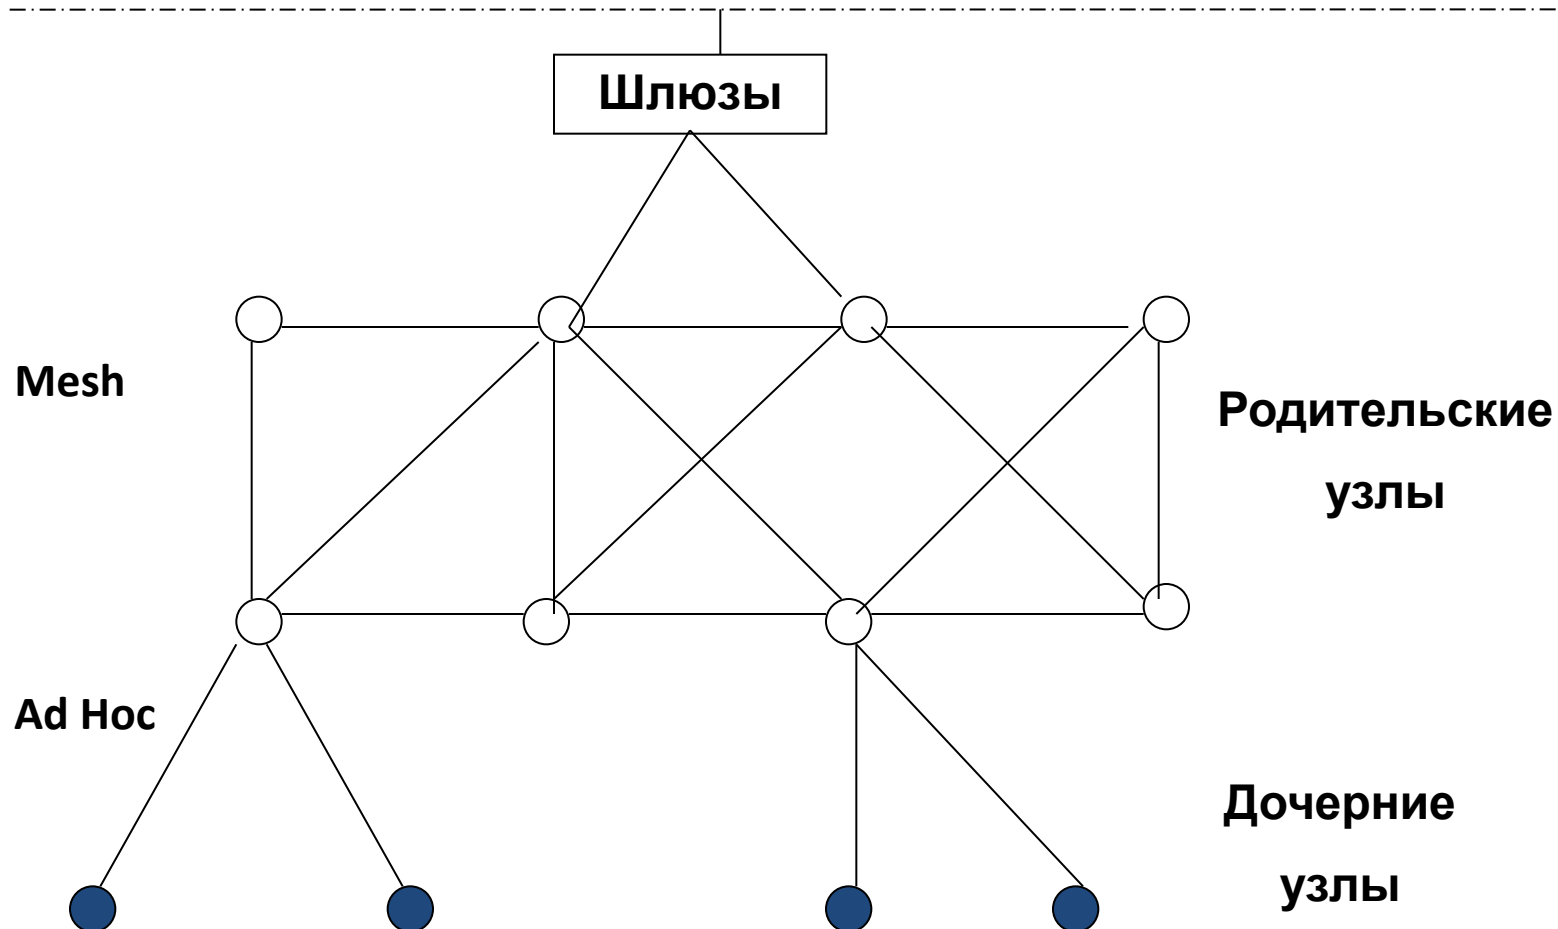 Шлюзы
Mesh
Родительские
узлы
Ad Hoc
Дочерние
узлы